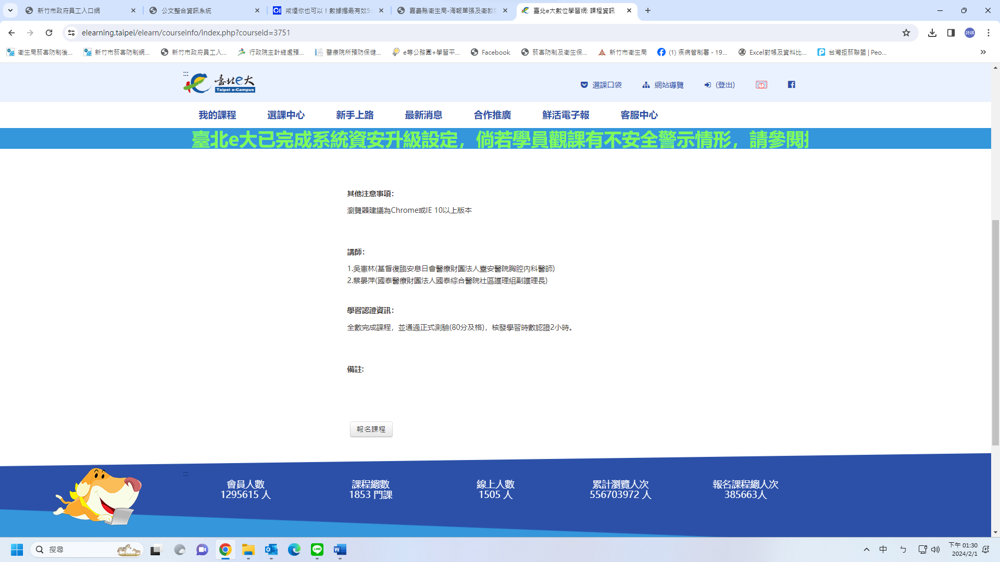 新竹市政府員工入口網
公文整合資訊系統
戒煙你也可以！數據揭最有效5
嘉義縣衛生局-海報單張及衛教
臺北e大數位學習網: 課程資訊
elearning.taipei/elearn/courseinfo/index.php?courseid=3751
衛生局菸害防制後...
新竹市菸害防制網...
新竹市政府員工入...
行政院主計總處預...
醫療院所預防保健...
e等公務園+學習平...
Facebook
菸害防制及衛生保...
新竹市衛生局
(1) 疾病管制署 - 19...
Excel對帳及資料比...
台灣拒菸聯盟 | Peo...
:::
臺北e大
Taipei e-Campus
選課口袋
網站導覽
(登出)
我的課程
選課中心
新手上路
最新消息
合作推廣
鮮活電子報
客服中心
臺北e大已完成系統資安升級設定，倘若學員觀課有不安全警示情形，請參閱
其他注意事項：
瀏覽器建議為Chrome或IE 10以上版本
講師：
1.吳憲林(基督復臨安息日會醫療財團法人臺安醫院胸腔內科醫師)
2.蔡晏萍(國泰醫療財團法人國泰綜合醫院社區護理組副護理長)
學習認證資訊：
全數完成課程，並通過正式測驗(80分及格)，核發學習時數認證2小時。
備註:
報名課程
:::
會員人數
1295615 人
課程總數
1853 門課
線上人數
1505 人
累計瀏覽人次
556703972 人
報名課程總人次
385663人
搜尋
中
ㄅ
下午 01:30
2024/2/1